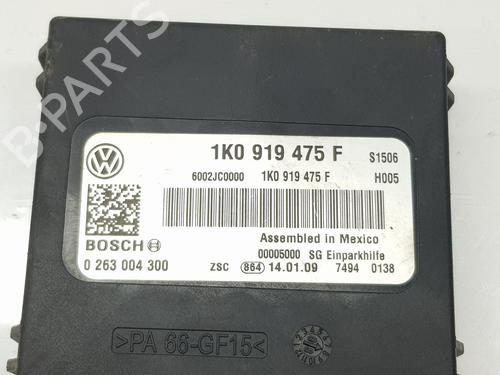 1K0 919 475 F S1506
6002JC0000 1K0 919 475 F H005
Assembled in Mexico
BOSCH 00005000 SG Einparkhilfe
0 263 004 300 ZSC 864 14.01.09 7494 0138
>PA 66-GF15<